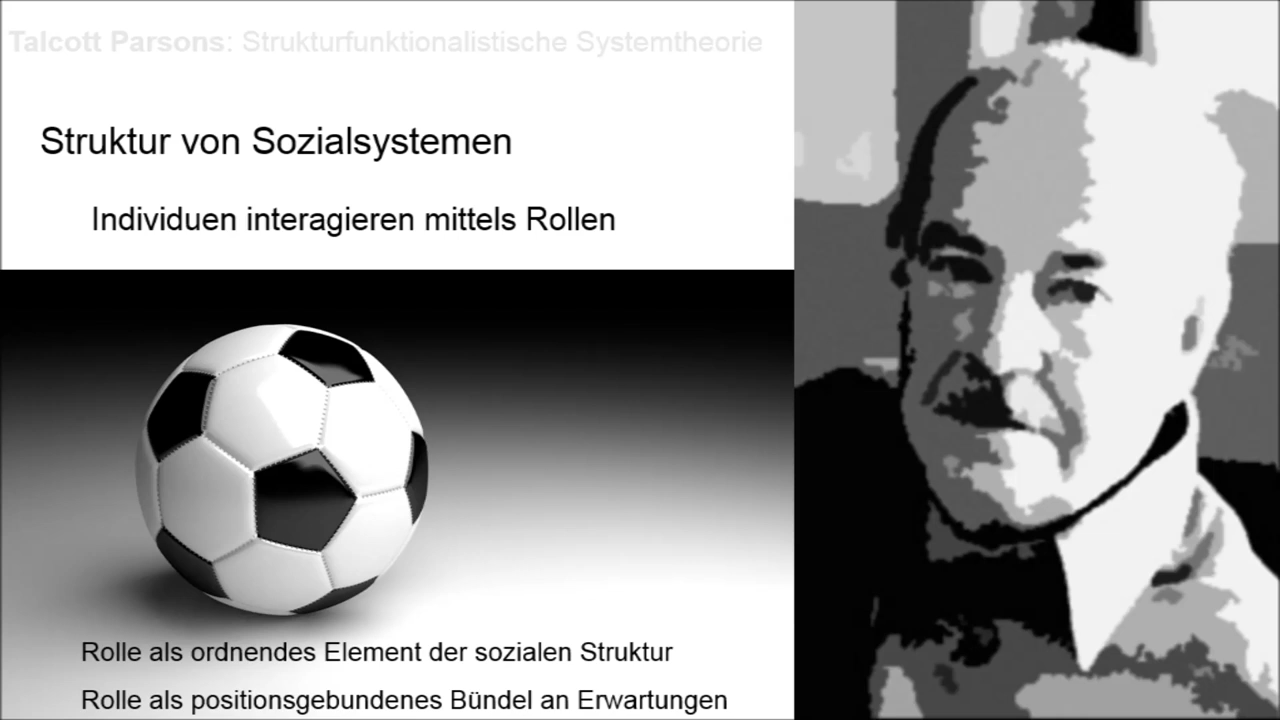 Talcott Parsons: Strukturfunktionalistische Systemtheorie
Struktur von Sozialsystemen
Individuen interagieren mittels Rollen
Rolle als ordnendes Element der sozialen Struktur
Rolle als positionsgebundenes Bündel an Erwartungen